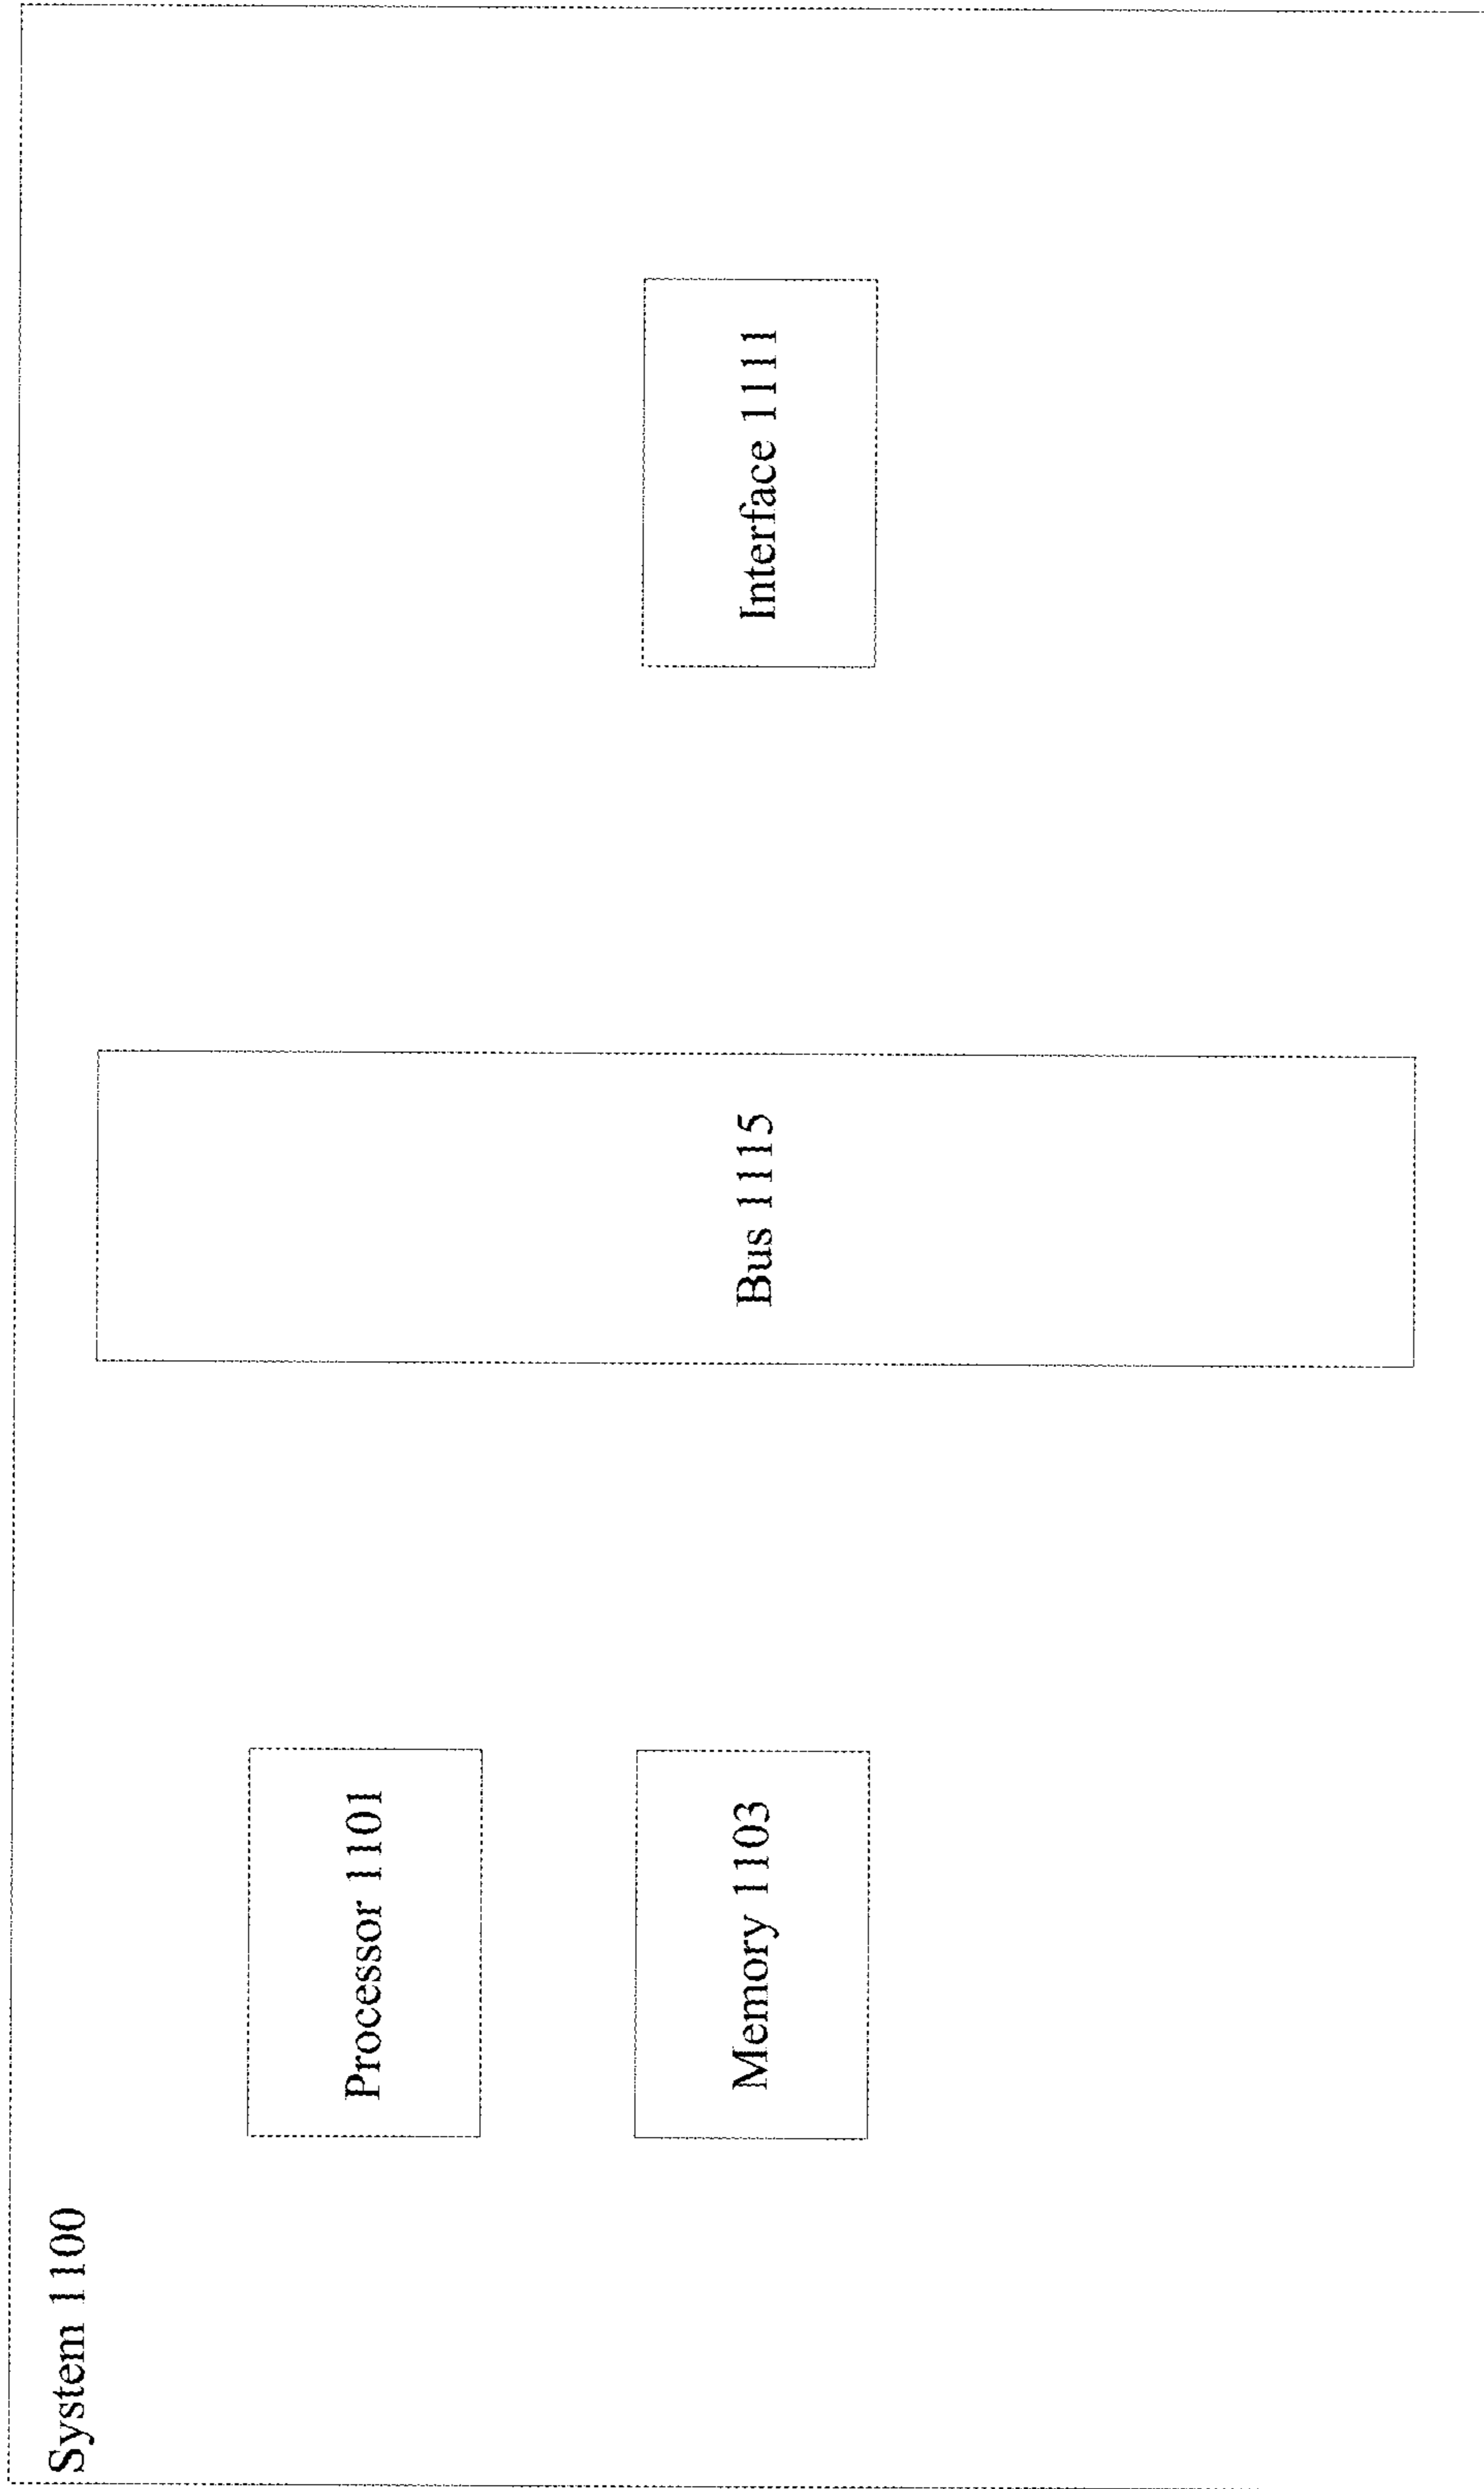 System 1100
Processor 1101
Memory 1103
Bus 1115
Interface 1111